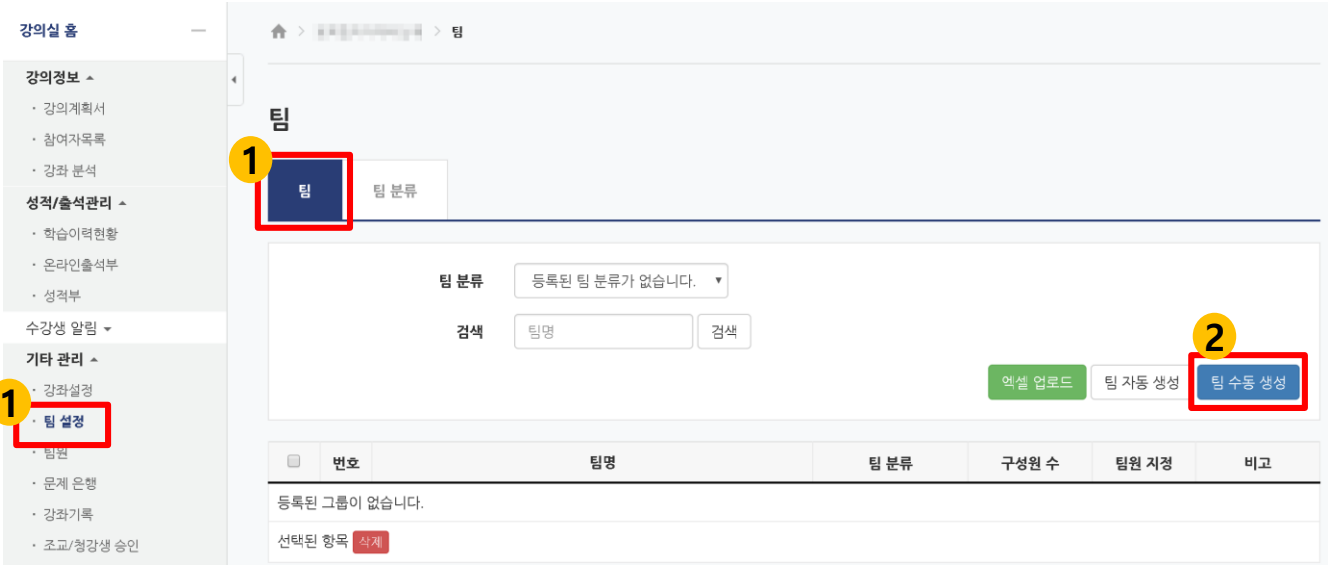 강의실 홈
강의정보
· 강의계획서
· 참여자목록
· 강좌 분석
성적/출석관리
· 학습이력현황
· 온라인출석부
· 성적부
수강생 알림
기타 관리
1
· 강좌설정
· 팀 설정
· 팀원
· 문제 은행
· 강좌기록
· 조교/청강생 승인
> > 팀
팀
1
팀 팀 분류
팀 분류 등록된 팀 분류가 없습니다.
검색 팀명 검색
2
엑셀 업로드 팀 자동 생성 팀 수동 생성
번호 팀명 팀 분류 구성원 수 팀원 지정 비고
등록된 그룹이 없습니다.
선택된 항목 삭제